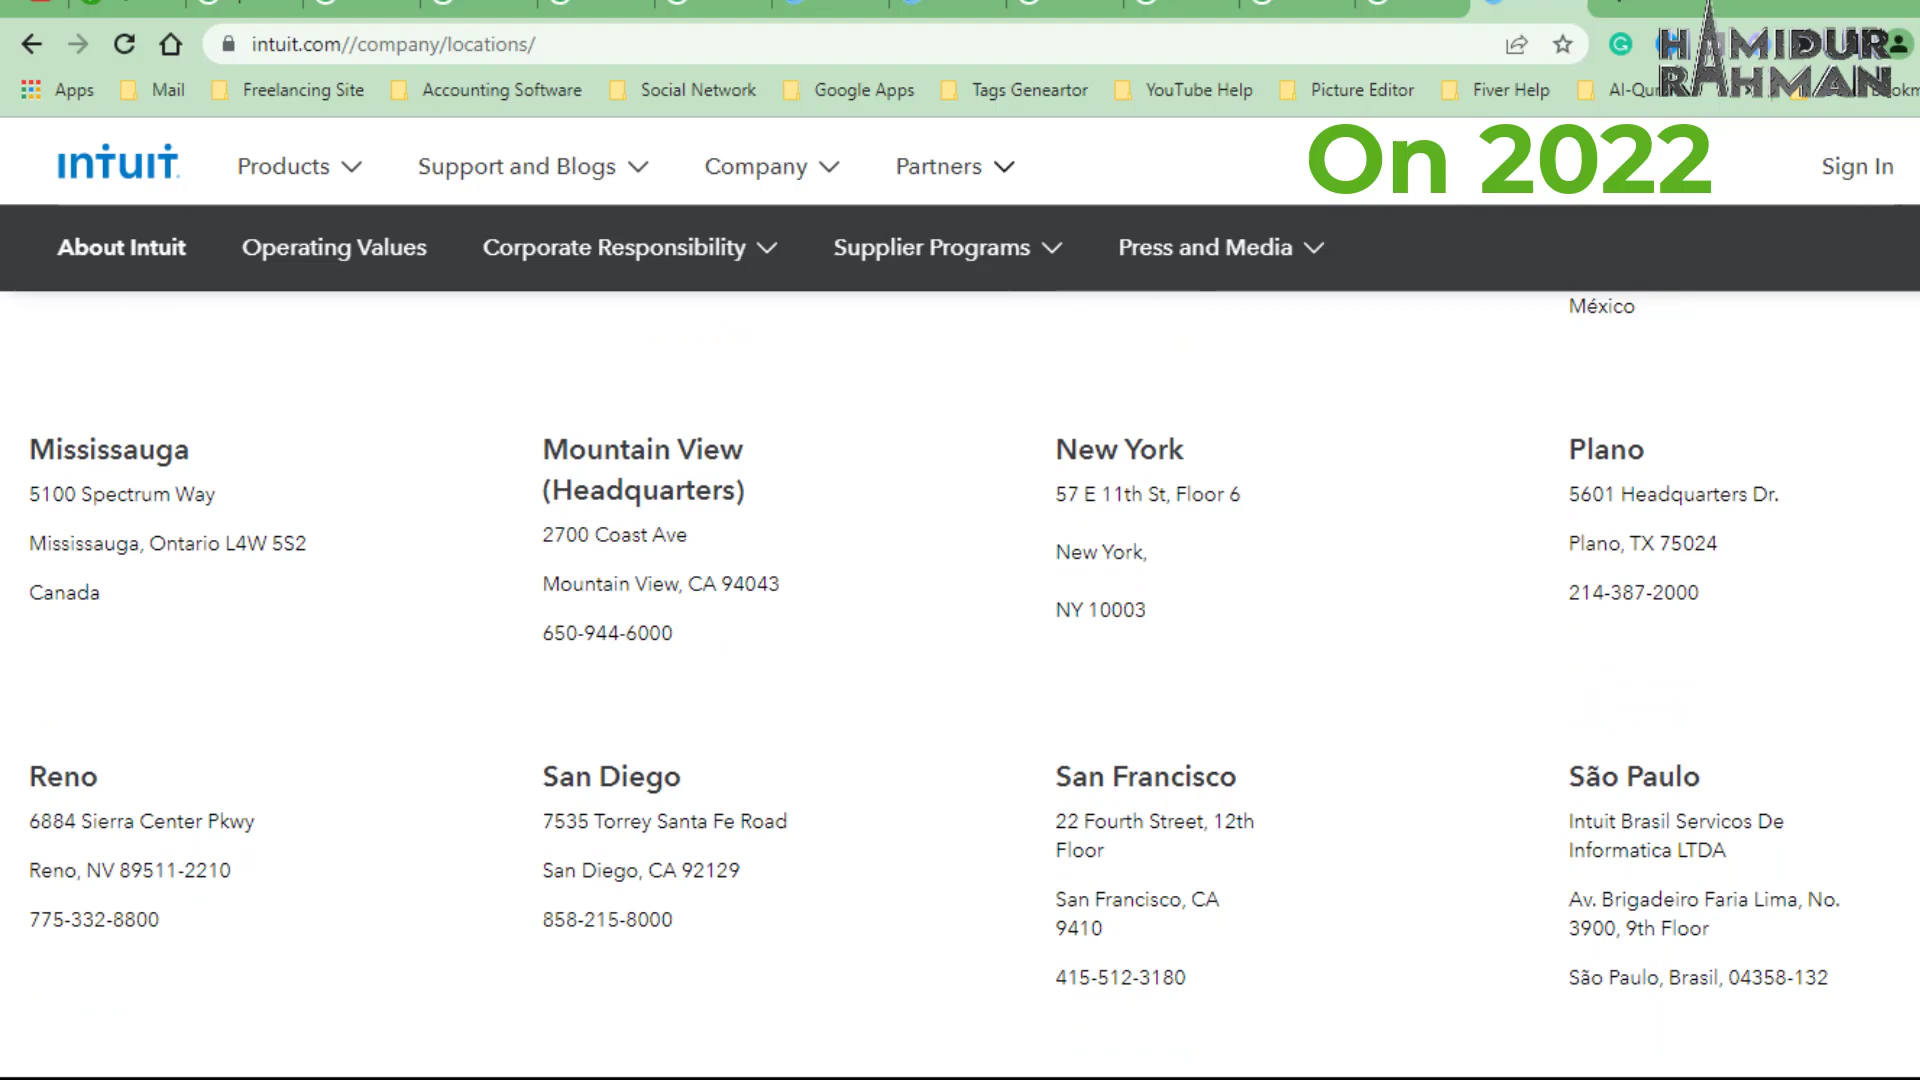 intuit.com//company/locations/
HAMIDUR
RAHMAN
Apps Mail Freelancing Site Accounting Software Social Network Google Apps Tags Geneartor YouTube Help Picture Editor Fiver Help
intuit Products Support and Blogs Company Partners On 2022 Sign In
About Intuit Operating Values Corporate Responsibility Supplier Programs Press and Media
México
Mississauga
5100 Spectrum Way
Mississauga, Ontario L4W 5S2
Canada
Mountain View
(Headquarters)
2700 Coast Ave
Mountain View, CA 94043
650-944-6000
New York
57 E 11th St, Floor 6
New York,
NY 10003
Plano
5601 Headquarters Dr.
Plano, TX 75024
214-387-2000
Reno
6884 Sierra Center Pkwy
Reno, NV 89511-2210
775-332-8800
San Diego
7535 Torrey Santa Fe Road
San Diego, CA 92129
858-215-8000
San Francisco
22 Fourth Street, 12th
Floor
San Francisco, CA
9410
415-512-3180
São Paulo
Intuit Brasil Servicos De
Informatica LTDA
Av. Brigadeiro Faria Lima, No.
3900, 9th Floor
São Paulo, Brasil, 04358-132